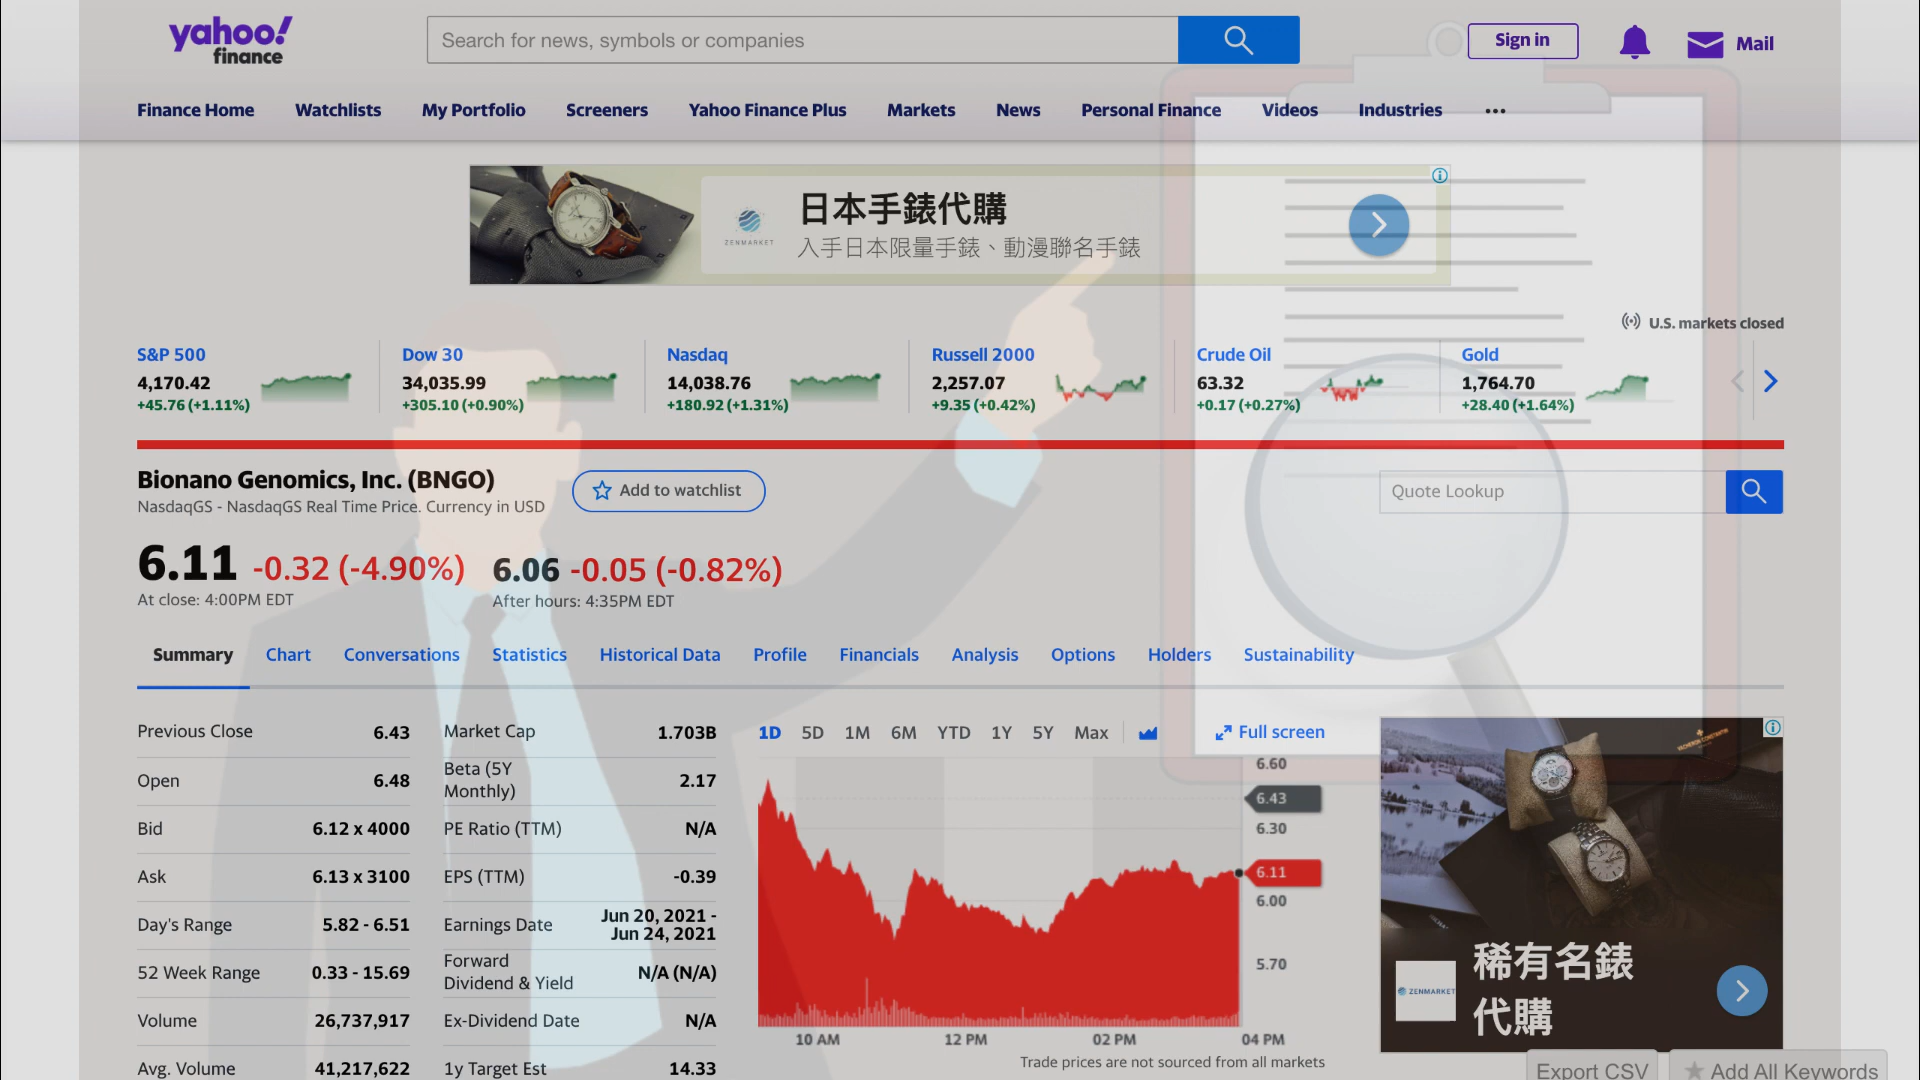 yahoo!
finance
Search for news, symbols or companies
Sign in
Mail
Finance Home Watchlists My Portfolio Screeners Yahoo Finance Plus Markets News Personal Finance Videos Industries ...
日本手錶代購
ZENMARKET
入手日本限量手錶、動漫聯名手錶
U.S. markets closed
S&P 500 Dow 30 Nasdaq Russell 2000 Crude Oil Gold
4,170.42 34,035.99 14,038.76 2,257.07 63.32 1,764.70
+45.76 (+1.11%) +305.10 (+0.90%) +180.92 (+1.31%) +9.35 (+0.42%) +0.17 (+0.27%) +28.40 (+1.64%)
Bionano Genomics, Inc. (BNGO)
Add to watchlist
Quote Lookup
NasdaqGS - NasdaqGS Real Time Price. Currency in USD
6.11 -0.32 (-4.90%) 6.06 -0.05 (-0.82%)
At close: 4:00PM EDT After hours: 4:35PM EDT
Summary Chart Conversations Statistics Historical Data Profile Financials Analysis Options Holders Sustainability
Previous Close 6.43
Open 6.48
Bid 6.12 x 4000
Ask 6.13 x 3100
Day's Range 5.82 - 6.51
52 Week Range 0.33 - 15.69
Volume 26,737,917
Avg. Volume 41,217,622
Market Cap 1.703B
Beta (5Y
Monthly) 2.17
PE Ratio (TTM) N/A
EPS (TTM) -0.39
Earnings Date Jun 20, 2021 -
Jun 24, 2021
Forward
Dividend & Yield N/A (N/A)
Ex-Dividend Date N/A
1y Target Est 14.33
1D 5D 1M 6M YTD 1Y 5Y Max Full screen
6.60
6.43
6.30
6.11
6.00
5.70
10 AM 12 PM 02 PM 04 PM
Trade prices are not sourced from all markets
VACHERON CONSTANTIN
稀有名錶
ZENMARKET
代購
Export CSV
Add All Keywords